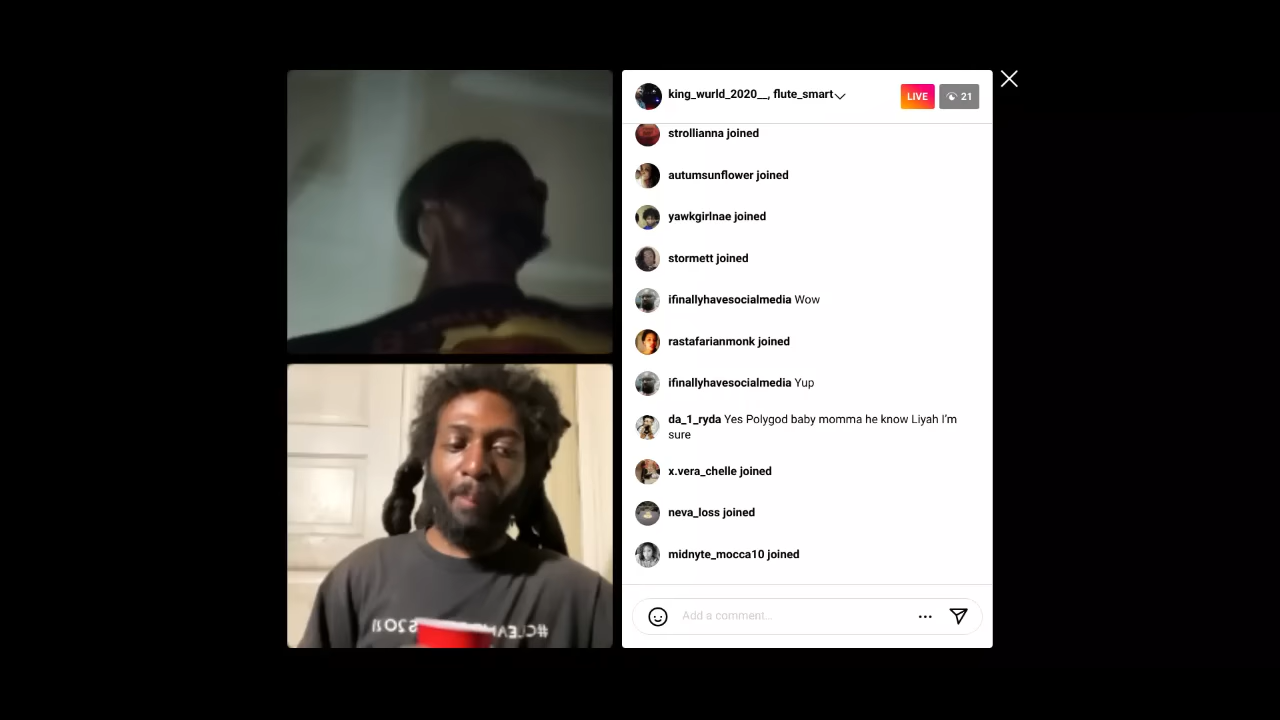 king_wurld_2020__, flute_smart
LIVE
21
strollianna joined
autumsunflower joined
yawkgirlnae joined
stormett joined
ifinallyhavesocialmedia Wow
rastafarianmonk joined
ifinallyhavesocialmedia Yup
da_1_ryda Yes Polygod baby momma he know Liyah I'm
sure
x.vera_chelle joined
neva_loss joined
midnyte_mocca10 joined
Add a comment...